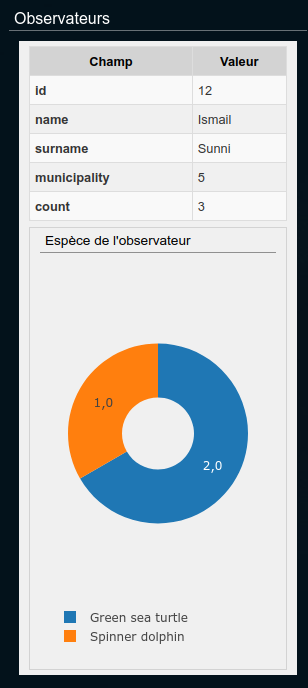 Observateurs
Champ Valeur
id 12
name Ismail
surname Sunni
municipality 5
count 3
Espèce de l'observateur
1,0
2,0
Green sea turtle
Spinner dolphin